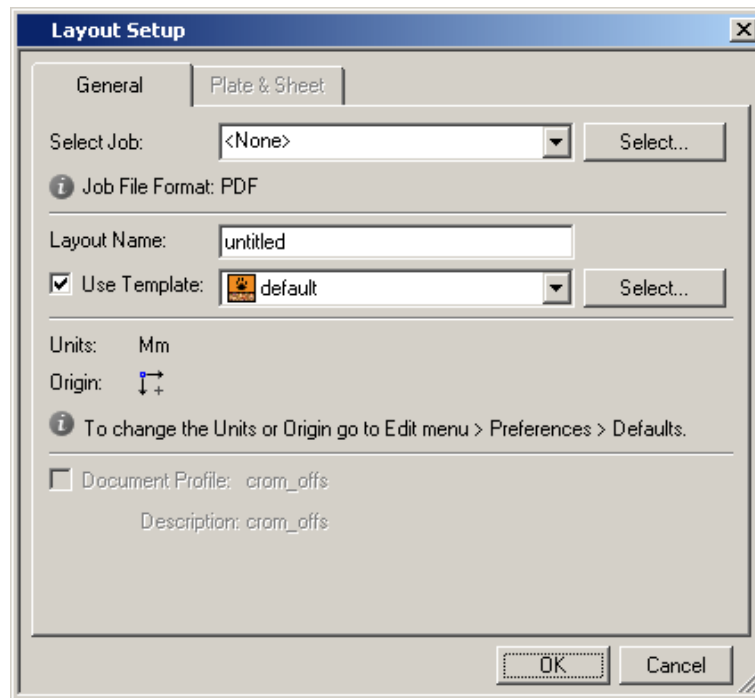 Layout Setup
General Plate & Sheet
Select Job: <None> Select...
Job File Format: PDF
Layout Name: untitled
Use Template: default Select...
Units: Mm
Origin:
To change the Units or Origin go to Edit menu > Preferences > Defaults.
Document Profile: crom_offs
Description: crom_offs
OK Cancel